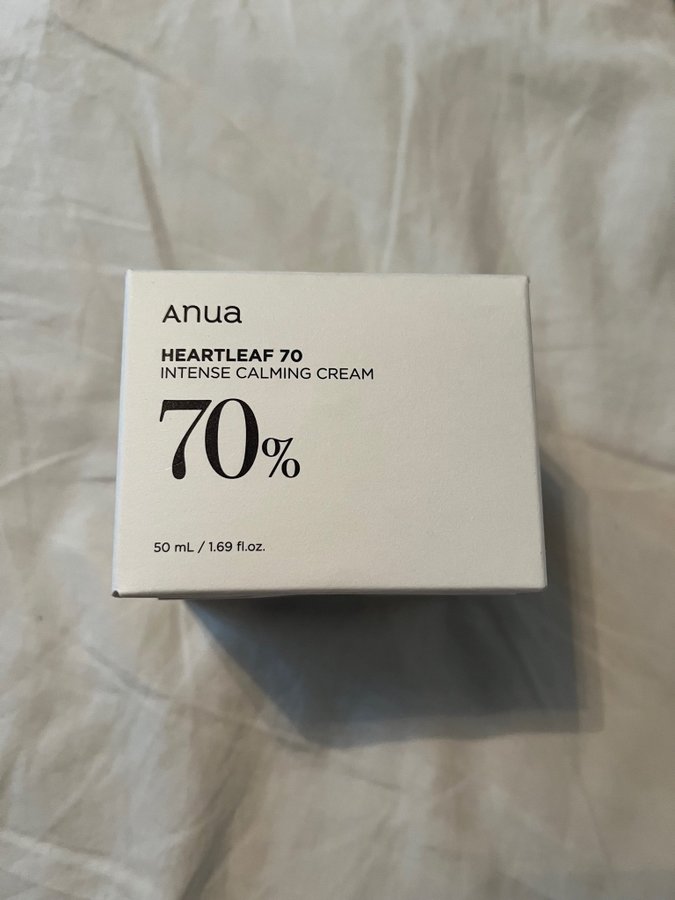 Anua
HEARTLEAF 70
INTENSE CALMING CREAM
70%
50 mL / 1.69 fl.oz.